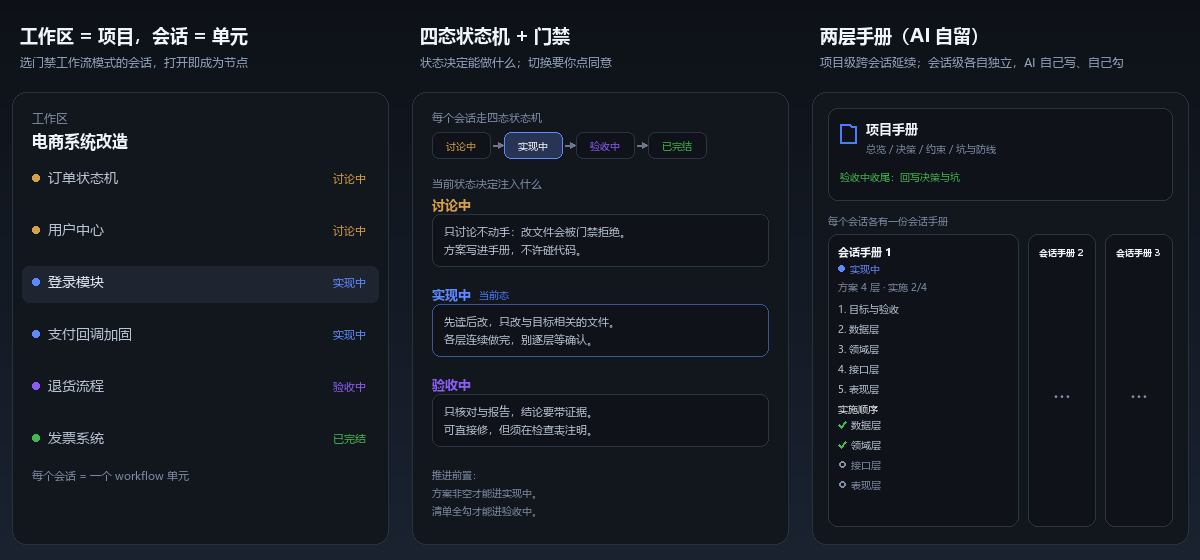 工作区 = 项目，会话 = 单元
选门禁工作流模式的会话，打开即成为节点
工作区
电商系统改造
订单状态机 讨论中
用户中心 讨论中
登录模块 实现中
支付回调加固 实现中
退货流程 验收中
发票系统 已完结
每个会话 = 一个 workflow 单元
四态状态机 + 门禁
状态决定能做什么；切换要你点同意
每个会话走四态状态机
讨论中 实现中 验收中 已完结
当前状态决定注入什么
讨论中
只讨论不动手：改文件会被门禁拒绝。
方案写进手册，不许碰代码。
实现中 当前态
先述后改，只改与目标相关的文件。
各层连续做完，别逐层等确认。
验收中
只核对与报告，结论要带证据。
可直接修，但须在检查表注明。
推进前置：
方案非空才能进实现中。
清单全勾才能进验收中。
两层手册（AI 自留）
项目级跨会话延续；会话级各自独立，AI 自己写、自己勾
项目手册
总览 / 决策 / 约束 / 坑与防线
验收中收尾：回写决策与坑
每个会话各有一份会话手册
会话手册 1
实现中
方案 4 层 · 实施 2/4
1. 目标与验收
2. 数据层
3. 领域层
4. 接口层
5. 表现层
实施顺序
数据层
领域层
接口层
表现层
会话手册 2
...
会话手册 3
...